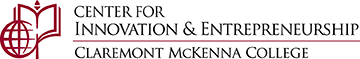 CENTER FOR
INNOVATION & ENTREPRENEURSHIP
CLAREMONT MCKENNA COLLEGE